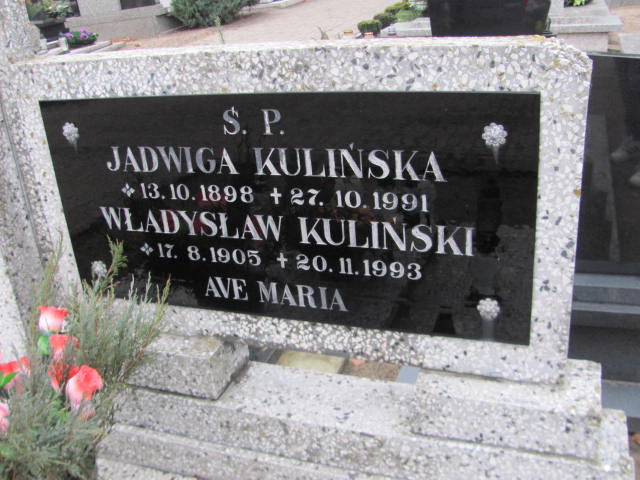 S. P.
JADWIGA KULIŃSKA
* 13.10.1898 + 27.10.1991
WŁADYSŁAW KULIŃSKI
* 17.8.1905 + 20.11.1993
AVE MARIA